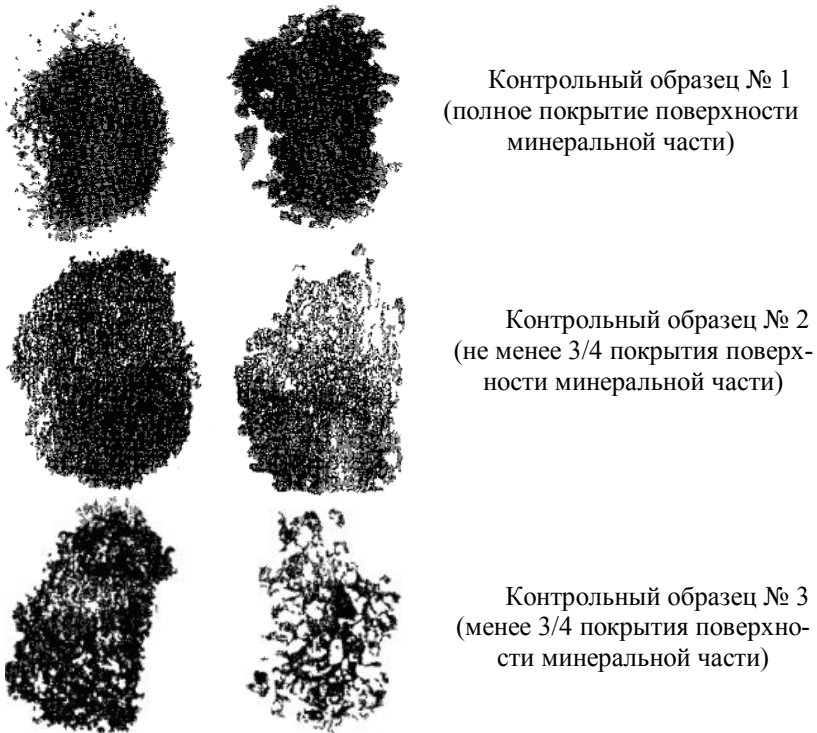 Контрольный образец № 1
(полное покрытие поверхности
минеральной части)
Контрольный образец № 2
(не менее 3/4 покрытия поверх-
ности минеральной части)
Контрольный образец № 3
(менее 3/4 покрытия поверхно-
сти минеральной части)